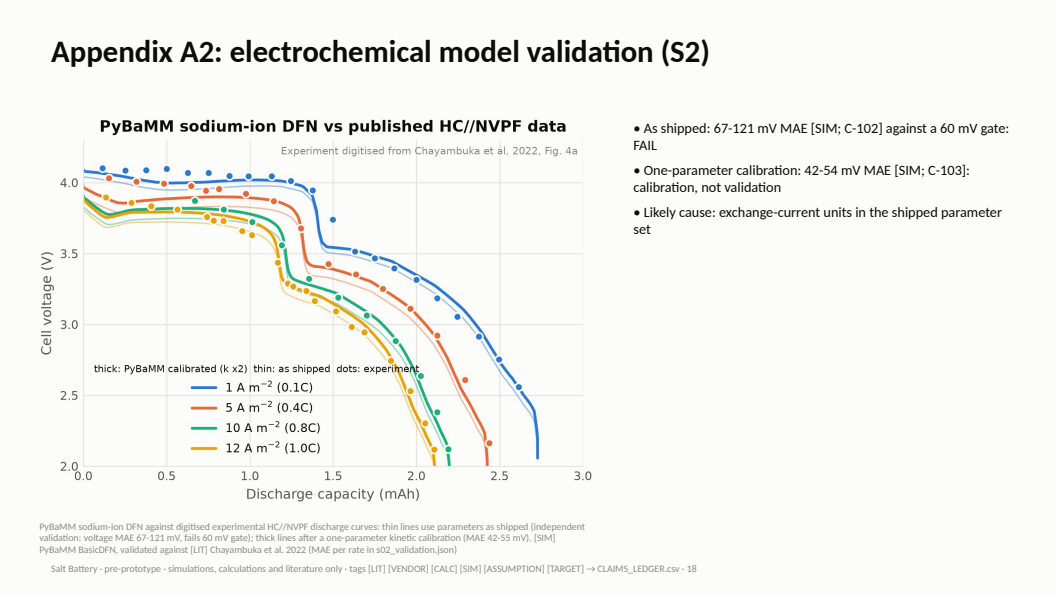 Appendix A2: electrochemical model validation (S2)
PyBaMM sodium-ion DFN vs published HC//NVPF data
Experiment digitised from Chayambuka et al. 2022, Fig. 4a
Cell voltage (V)
4.0
3.5
3.0
2.5
2.0
thick: PyBaMM calibrated (k x2)  thin: as shipped  dots: experiment
1 A m⁻² (0.1C)
5 A m⁻² (0.4C)
10 A m⁻² (0.8C)
12 A m⁻² (1.0C)
0.0 0.5 1.0 1.5 2.0 2.5 3.0
Discharge capacity (mAh)
• As shipped: 67-121 mV MAE [SIM; C-102] against a 60 mV gate:
FAIL
• One-parameter calibration: 42-54 mV MAE [SIM; C-103]:
calibration, not validation
• Likely cause: exchange-current units in the shipped parameter
set
PyBaMM sodium-ion DFN against digitised experimental HC//NVPF discharge curves: thin lines use parameters as shipped (independent
validation: voltage MAE 67-121 mV, fails 60 mV gate); thick lines after a one-parameter kinetic calibration (MAE 42-55 mV). [SIM]
PyBaMM BasicDFN, validated against [LIT] Chayambuka et al. 2022 (MAE per rate in s02_validation.json)
Salt Battery · pre-prototype · simulations, calculations and literature only · tags [LIT] [VENDOR] [CALC] [SIM] [ASSUMPTION] [TARGET] → CLAIMS_LEDGER.csv · 18